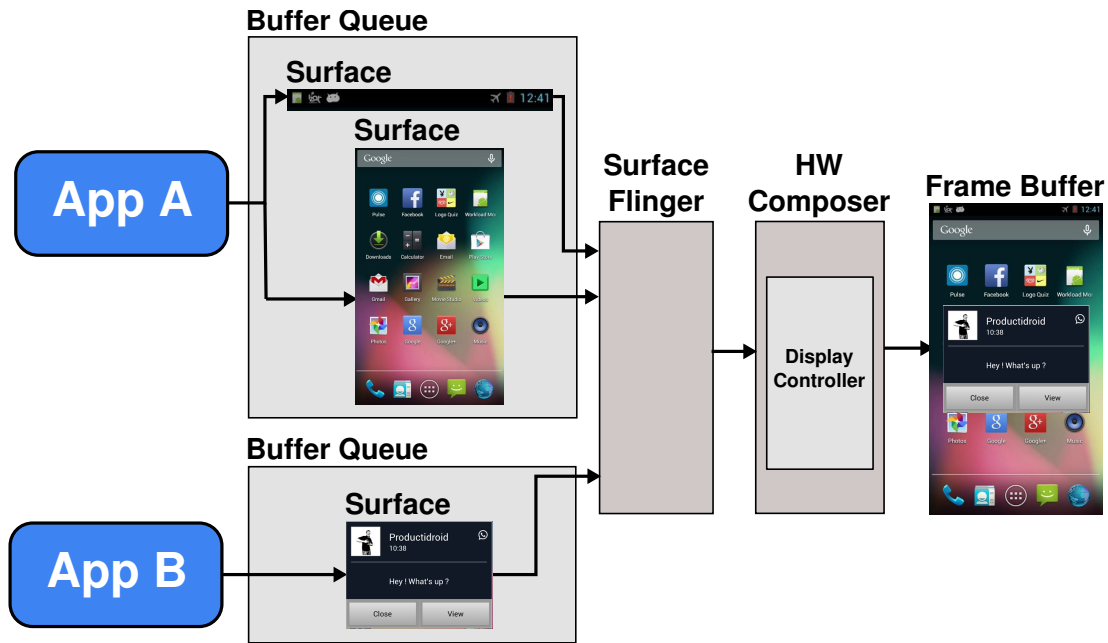 Buffer Queue
Surface
12:41
Surface
Google
Pulse Facebook Logo Quiz Workload Mo
Downloads Calculator Email Play Store
Gmail Gallery Movie Studio Videos
Photos Google Google+ Music
App A
Buffer Queue
Surface
Productidroid
10:38
Hey ! What's up ?
Close View
App B
Surface
Flinger
HW
Composer
Display
Controller
Frame Buffer
12:41
Google
Pulse Facebook Logo Quiz Workload Mo
Productidroid
10:38
Hey ! What's up ?
Close View
Photos Google Google+ Music